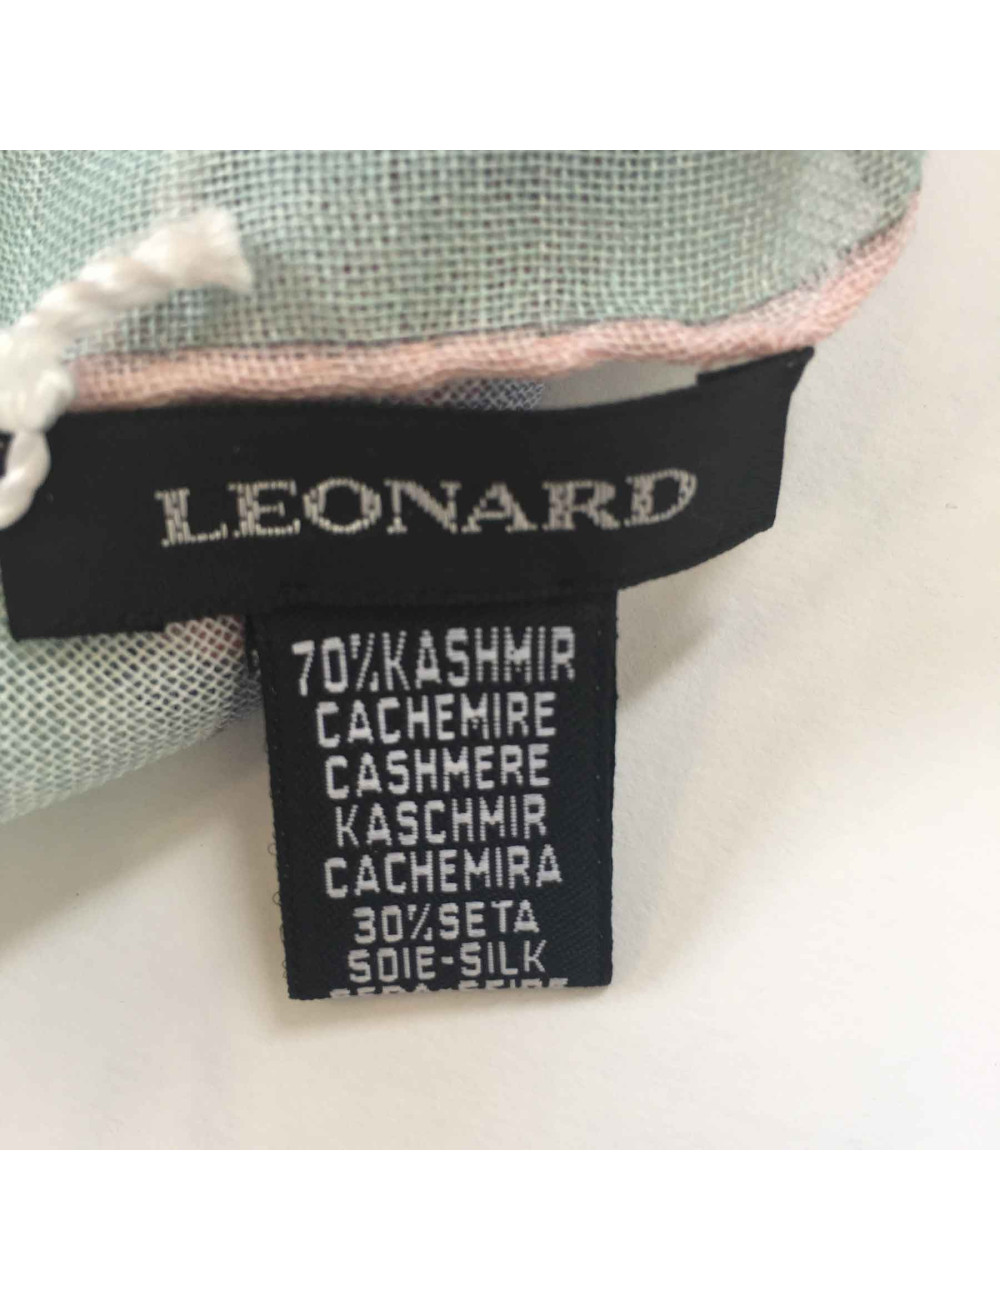 LEONARD
70%KASHMIR
CACHEMIRE
CASHMERE
KASCHMIR
CACHEMIRA
30%SETA
SOIE-SILK